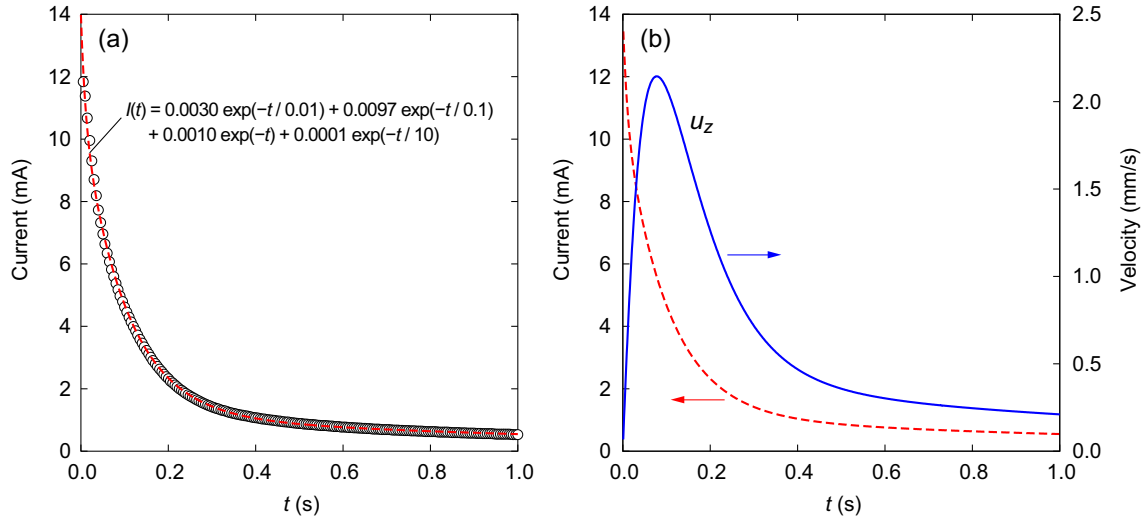 (a)
I(t) = 0.0030 exp(−t / 0.01) + 0.0097 exp(−t / 0.1)
+ 0.0010 exp(−t) + 0.0001 exp(−t / 10)
Current (mA)
14
12
10
8
6
4
2
0
0.0 0.2 0.4 0.6 0.8 1.0
t (s)
(b)
u_z
Current (mA)
14
12
10
8
6
4
2
0
0.0 0.2 0.4 0.6 0.8 1.0
t (s)
2.5
2.0
1.5
1.0
0.5
0.0
Velocity (mm/s)